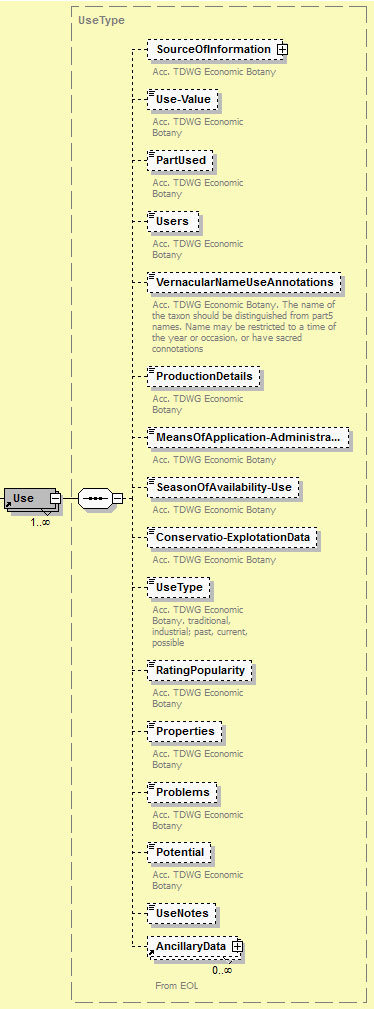 UseType
SourceOfInformation
Acc. TDWG Economic Botany
Use-Value
Acc. TDWG Economic
Botany
PartUsed
Acc. TDWG Economic
Botany
Users
Acc. TDWG Economic
Botany
VernacularNameUseAnnotations
Acc. TDWG Economic Botany. The name of
the taxon should be distinguished from part5
names. Name may be restricted to a time of
the year or occasion, or have sacred
connotations
ProductionDetails
Acc. TDWG Economic
Botany
MeansOfApplication-Administra...
Acc. TDWG Economic Botany
Use
1..∞
SeasonOfAvailability-Use
Acc. TDWG Economic Botany
Conservatio-ExplotationData
Acc. TDWG Economic Botany
UseType
Acc. TDWG Economic
Botany. traditional,
industrial; past, current,
possible
RatingPopularity
Acc. TDWG Economic
Botany
Properties
Acc. TDWG Economic
Botany
Problems
Acc. TDWG Economic
Botany
Potential
Acc. TDWG Economic
Botany
UseNotes
AncillaryData
0..∞
From EOL